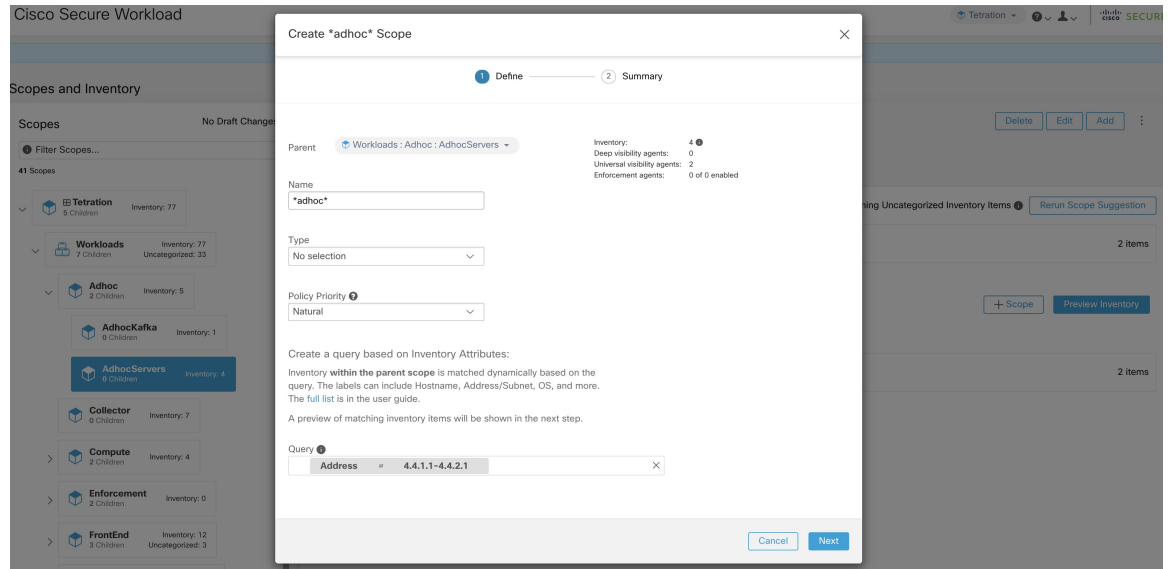 Cisco Secure Workload
Tetration
CISCO SECURE
Scopes and Inventory
Scopes
No Draft Changes
Filter Scopes...
41 Scopes
Tetration
5 Children
Inventory: 77
Workloads
7 Children
Inventory: 77
Uncategorized: 33
Adhoc
2 Children
Inventory: 5
AdhocKafka
0 Children
Inventory: 1
AdhocServers
0 Children
Inventory: 4
Collector
0 Children
Inventory: 7
Compute
2 Children
Inventory: 4
Enforcement
2 Children
Inventory: 0
FrontEnd
3 Children
Inventory: 12
Uncategorized: 3
Create *adhoc* Scope
1 Define
2 Summary
Parent
Workloads : Adhoc : AdhocServers
Inventory: 4
Deep visibility agents: 0
Universal visibility agents: 2
Enforcement agents: 0 of 0 enabled
Name
*adhoc*
Type
No selection
Policy Priority
Natural
Create a query based on Inventory Attributes:
Inventory within the parent scope is matched dynamically based on the
query. The labels can include Hostname, Address/Subnet, OS, and more.
The full list is in the user guide.
A preview of matching inventory items will be shown in the next step.
Query
Address = 4.4.1.1-4.4.2.1
Cancel
Next
Delete
Edit
Add
ning Uncategorized Inventory Items
Rerun Scope Suggestion
2 items
+ Scope
Preview Inventory
2 items